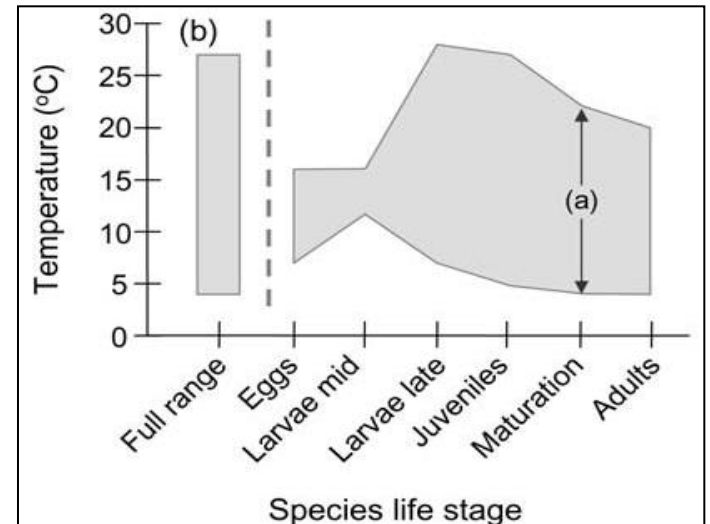 (b)
Temperature (ºC)
30
25
20
15
10
5
0
(a)
Full range
Eggs
Larvae mid
Larvae late
Juveniles
Maturation
Adults
Species life stage